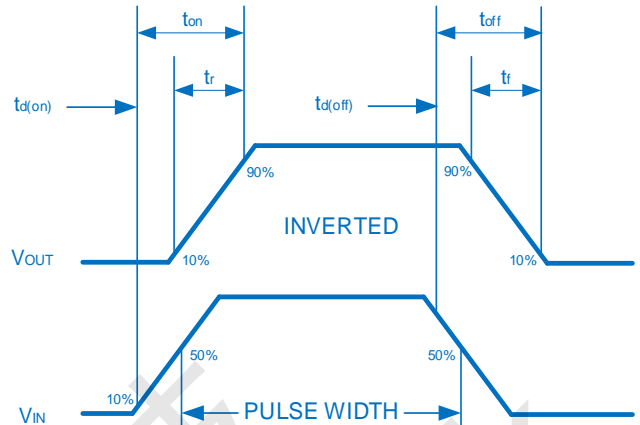 ton toff
tr tf
td(on) td(off)
90% 90%
INVERTED
VOUT 10% 10%
50% 50%
10%
VIN PULSE WIDTH